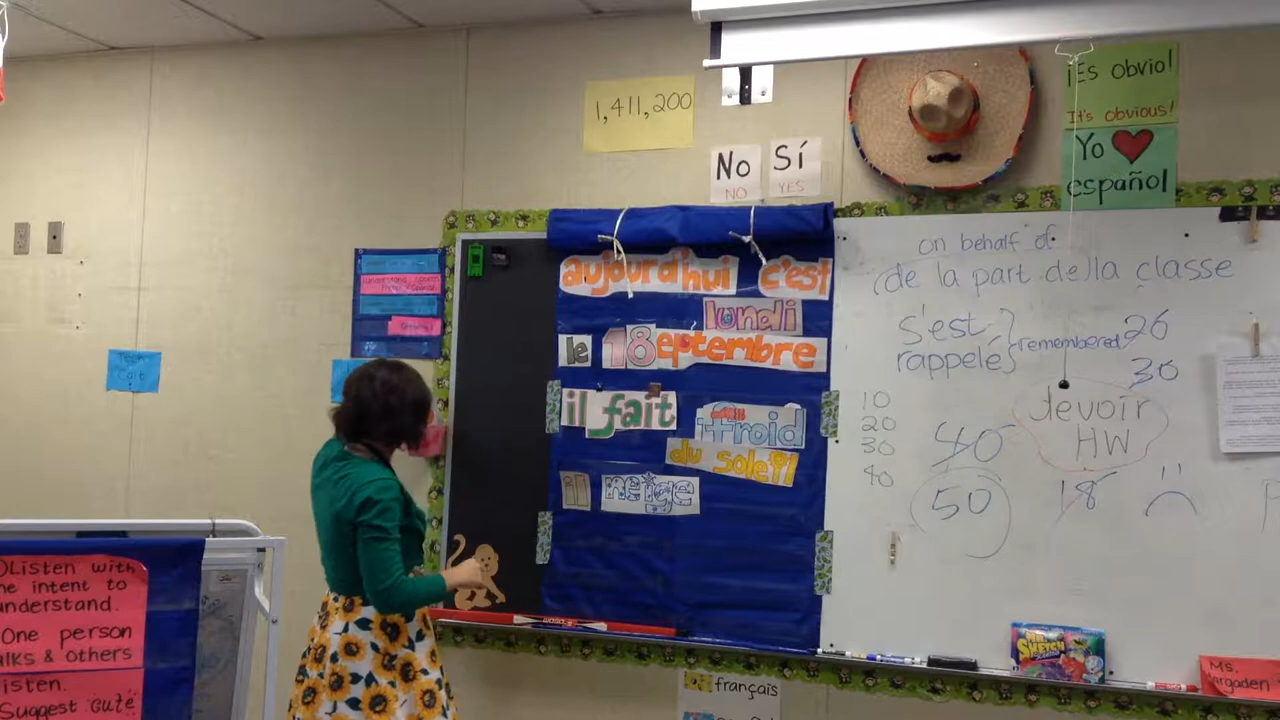 1,411,200
No
NO
Sí
YES
¡Es obvio!
It's obvious!
Yo español
aujourd'hui c'est
lundi
le 18 septembre
il fait froid
du soleil
il neige
on behalf of
de la part de la classe
s'est
rappelé
remembered
26
30
devoir
HW
10
20
30
40
40
50
18
Listen with
intent to
understand.
One person
& others
listen.
Suggest cute
français
SKETCH
Ms.